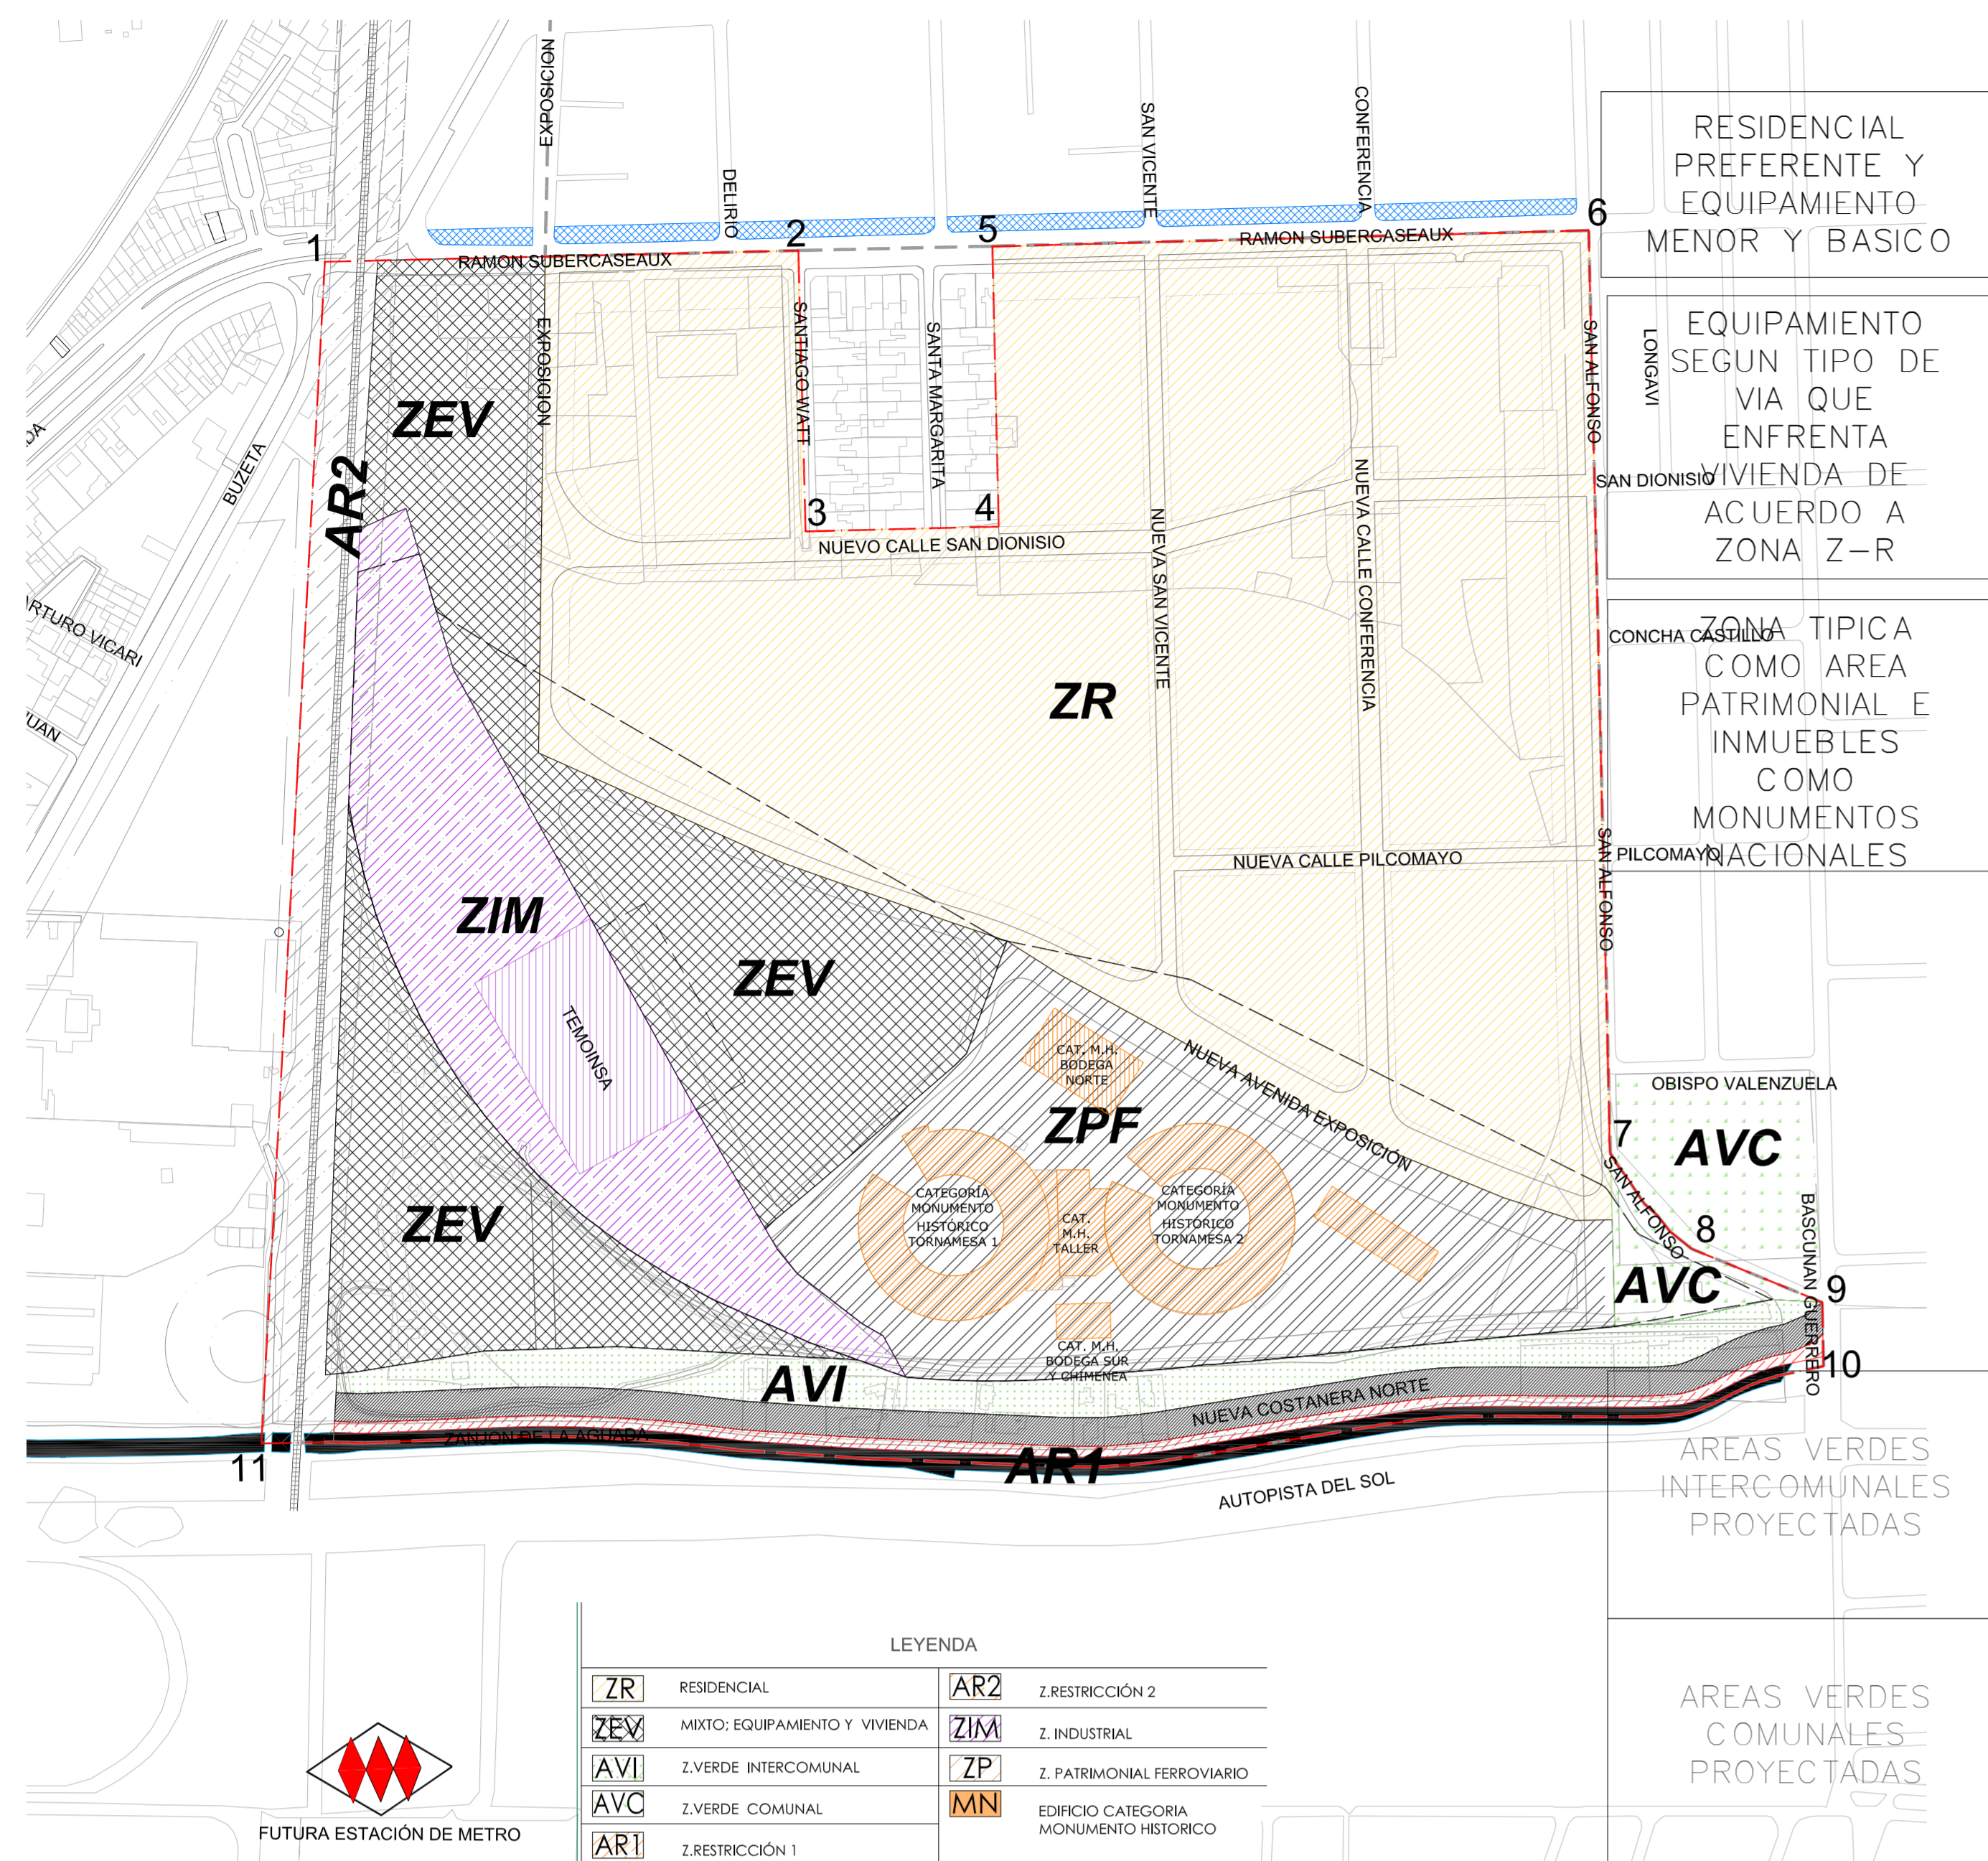 EXPOSICION
DELIRIO
SAN VICENTE
CONFERENCIA
RESIDENCIAL
PREFERENTE Y
EQUIPAMIENTO
MENOR Y BASICO
1
2
5
6
RAMON SUBERCASEAUX
RAMON SUBERCASEAUX
EXPOSICION
SANTIAGO WATT
SANTA MARGARITA
SAN ALFONSO
LONGAVI
EQUIPAMIENTO
SEGUN TIPO DE
VIA QUE
ENFRENTA
VIVIENDA DE
ACUERDO A
ZONA Z-R
ZEV
AR2
BUZETA
3
4
NUEVO CALLE SAN DIONISIO
NUEVA SAN VICENTE
NUEVA CALLE CONFERENCIA
SAN DIONISIO
ARTURO VICARI
CONCHA CASTILLO
ZONA TIPICA
COMO AREA
PATRIMONIAL E
INMUEBLES
COMO
MONUMENTOS
NACIONALES
ZR
NUEVA CALLE PILCOMAYO
SAN ALFONSO
PILCOMAYO
ZIM
ZEV
TEMOINSA
CAT. M.H.
BODEGA
NORTE
ZPF
NUEVA AVENIDA EXPOSICIÓN
OBISPO VALENZUELA
7
AVC
SAN ALFONSO
8
BASCUNAN GUERRERO
ZEV
CATEGORÍA
MONUMENTO
HISTÓRICO
TORNAMESA 1
CAT.
M.H.
TALLER
CATEGORÍA
MONUMENTO
HISTÓRICO
TORNAMESA 2
AVC
9
10
CAT. M.H.
BODEGA SUR
Y CHIMENEA
AVI
NUEVA COSTANERA NORTE
ZANJON DE LA AGUADA
11
AR1
AUTOPISTA DEL SOL
AREAS VERDES
INTERCOMUNALES
PROYECTADAS
AREAS VERDES
COMUNALES
PROYECTADAS
LEYENDA
ZR RESIDENCIAL
ZEV MIXTO; EQUIPAMIENTO Y VIVIENDA
AVI Z.VERDE INTERCOMUNAL
AVC Z.VERDE COMUNAL
AR1 Z.RESTRICCIÓN 1
AR2 Z.RESTRICCIÓN 2
ZIM Z. INDUSTRIAL
ZP Z. PATRIMONIAL FERROVIARIO
MN EDIFICIO CATEGORIA
MONUMENTO HISTORICO
FUTURA ESTACIÓN DE METRO